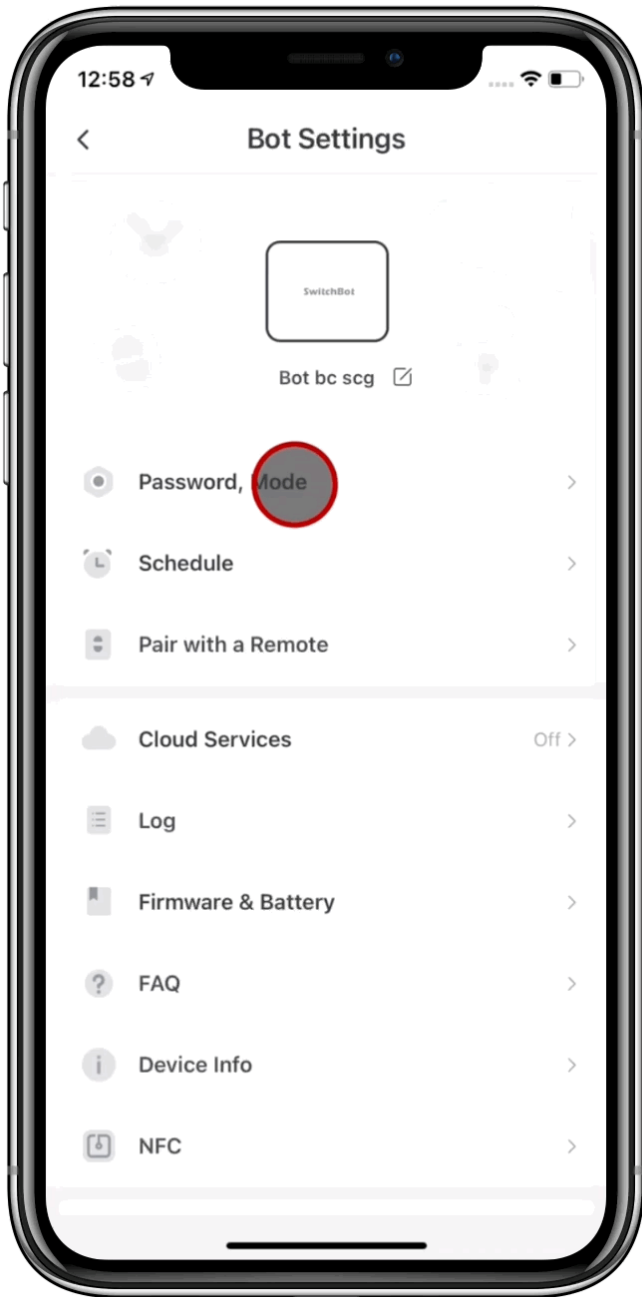 12:58
Bot Settings
SwitchBot
Bot bc scg
Password, Mode
Schedule
Pair with a Remote
Cloud Services Off
Log
Firmware & Battery
FAQ
Device Info
NFC